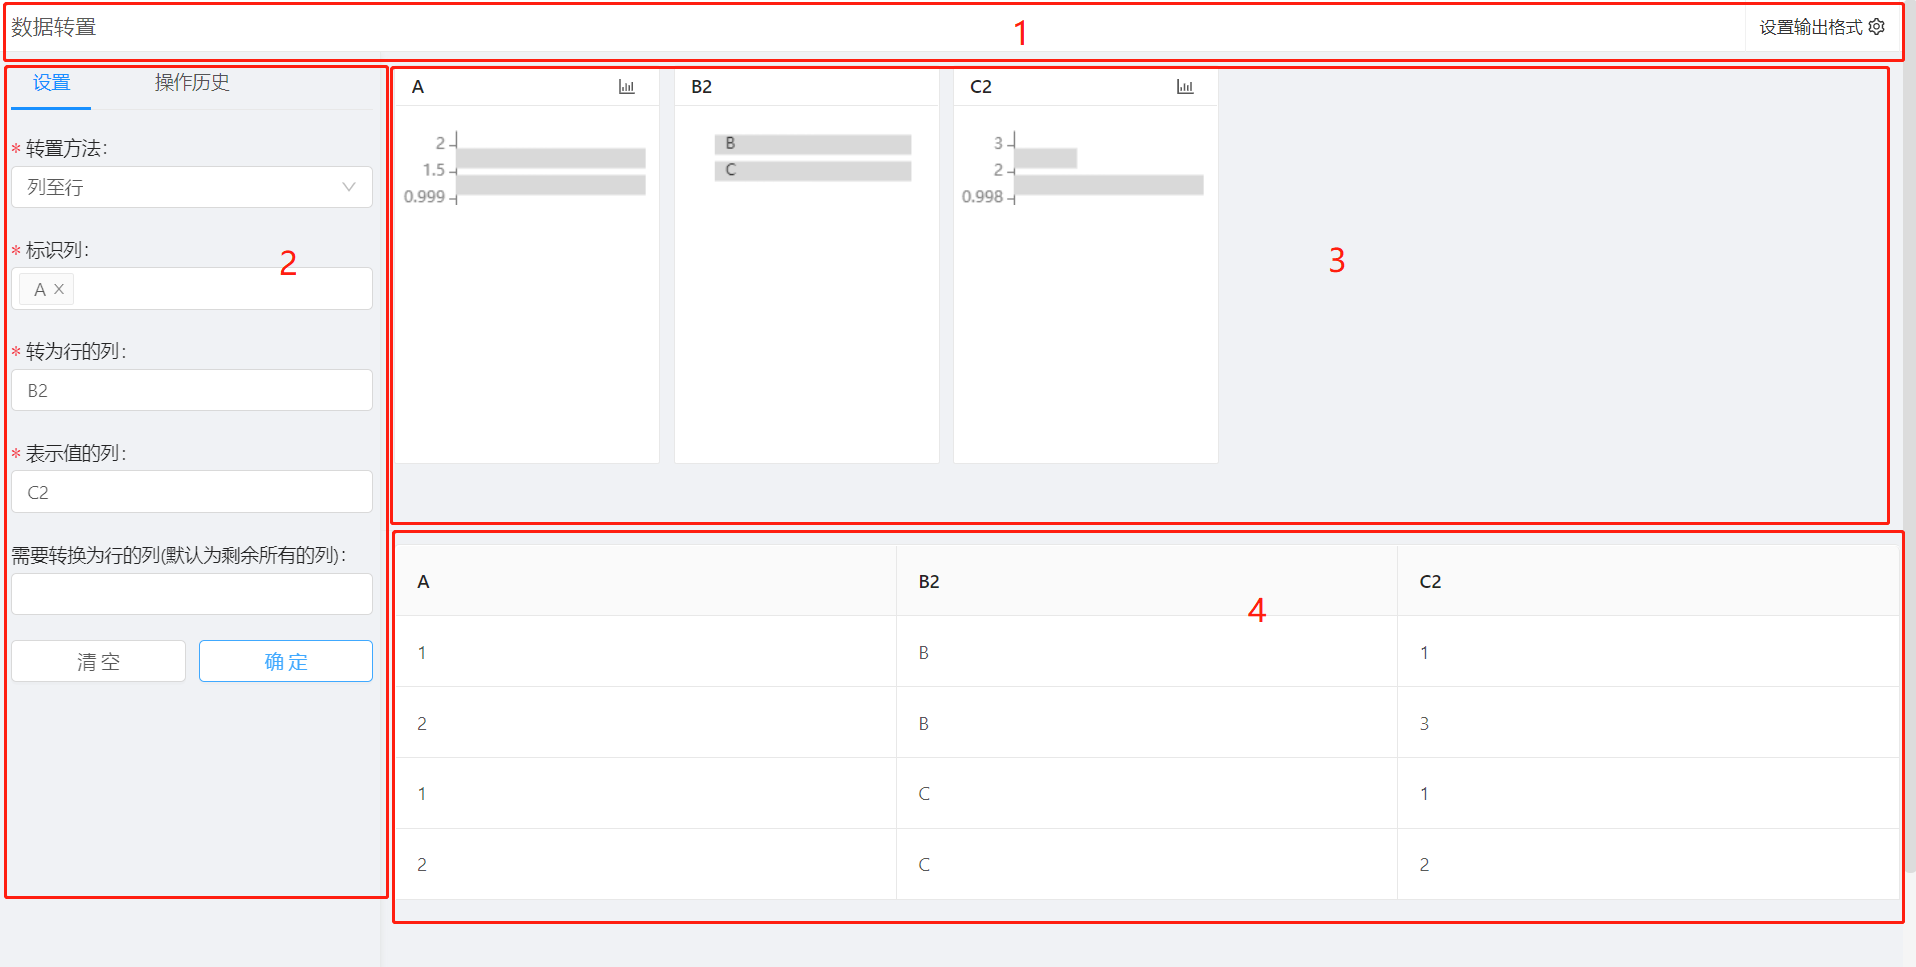 数据转置
1
设置输出格式
设置 操作历史
* 转置方法:
列至行
* 标识列:
2
A ×
* 转为行的列:
B2
* 表示值的列:
C2
需要转换为行的列(默认为剩余所有的列):
清 空 确 定
A
2
1.5
0.999
B2
B
C
C2
3
2
0.998
3
A B2 C2
4
1 B 1
2 B 3
1 C 1
2 C 2